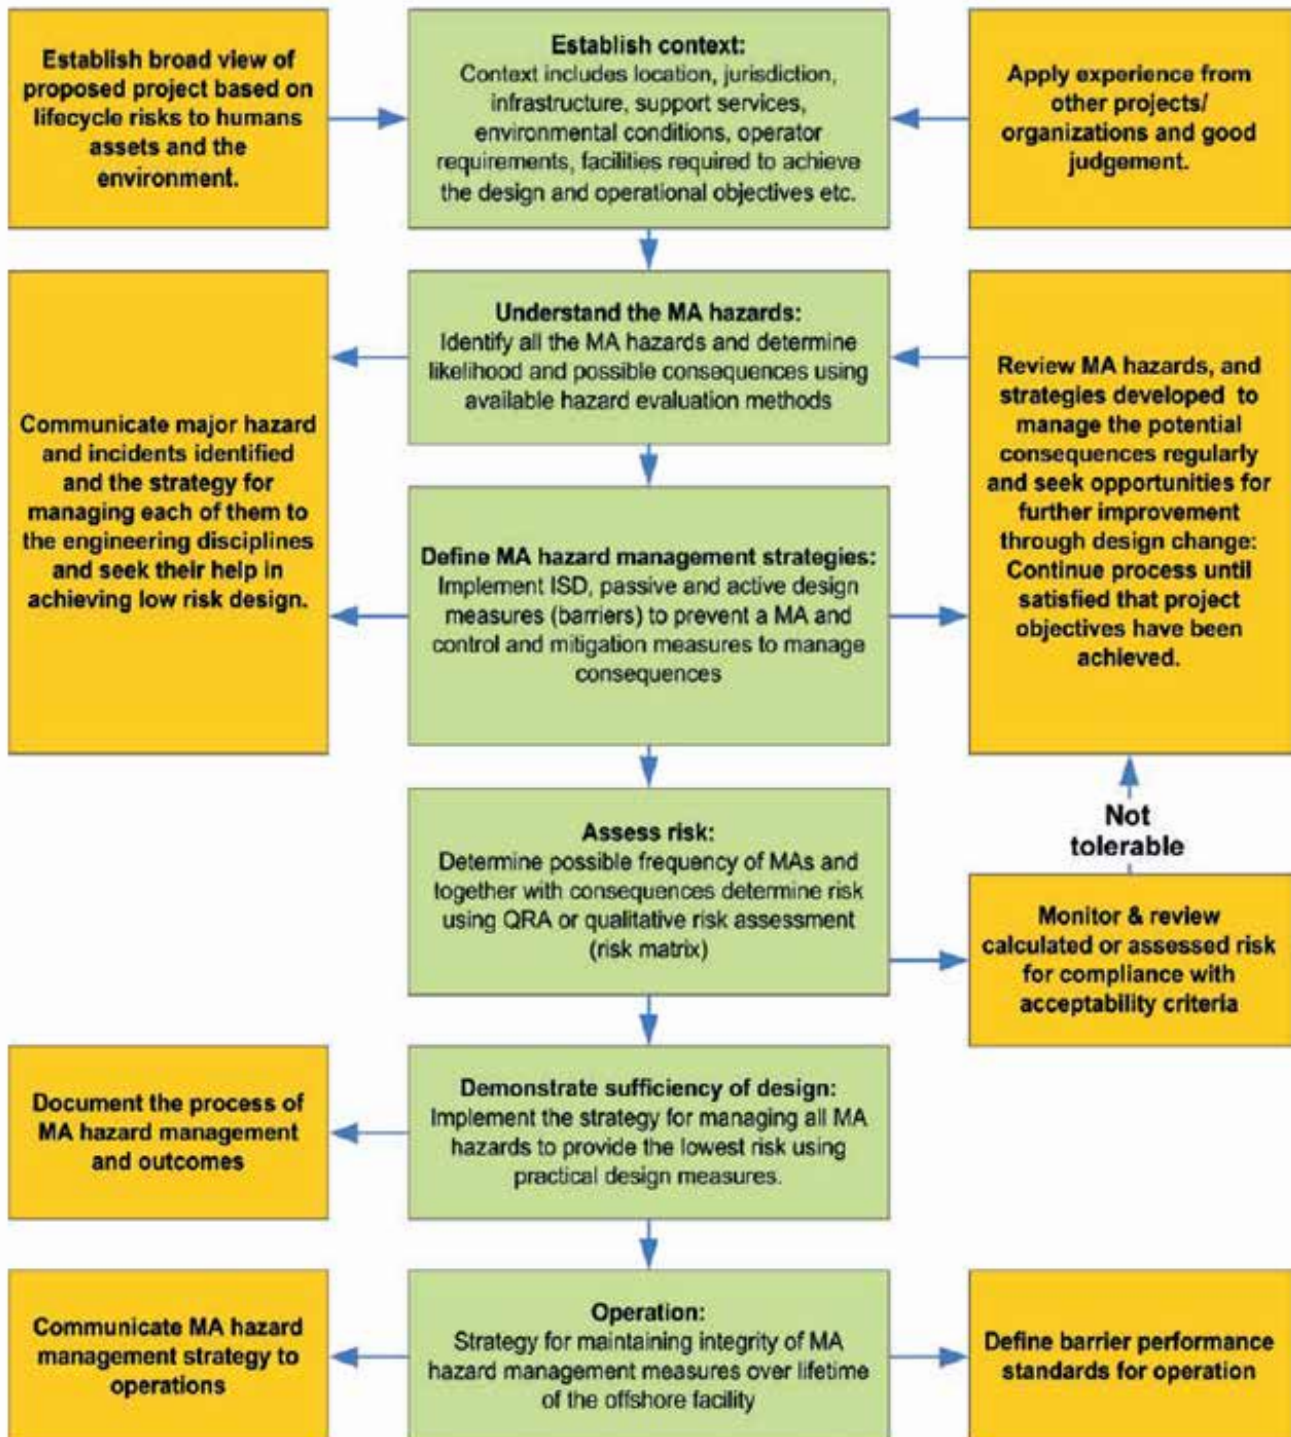 Establish broad view of
proposed project based on
lifecycle risks to humans
assets and the
environment.
Establish context:
Context includes location, jurisdiction,
infrastructure, support services,
environmental conditions, operator
requirements, facilities required to achieve
the design and operational objectives etc.
Apply experience from
other projects/
organizations and good
judgement.
Understand the MA hazards:
Identify all the MA hazards and determine
likelihood and possible consequences using
available hazard evaluation methods
Communicate major hazard
and incidents identified
and the strategy for
managing each of them to
the engineering disciplines
and seek their help in
achieving low risk design.
Define MA hazard management strategies:
Implement ISD, passive and active design
measures (barriers) to prevent a MA and
control and mitigation measures to manage
consequences
Review MA hazards, and
strategies developed to
manage the potential
consequences regularly
and seek opportunities for
further improvement
through design change:
Continue process until
satisfied that project
objectives have been
achieved.
Not
tolerable
Assess risk:
Determine possible frequency of MAs and
together with consequences determine risk
using QRA or qualitative risk assessment
(risk matrix)
Monitor & review
calculated or assessed risk
for compliance with
acceptability criteria
Document the process of
MA hazard management
and outcomes
Demonstrate sufficiency of design:
Implement the strategy for managing all MA
hazards to provide the lowest risk using
practical design measures.
Communicate MA hazard
management strategy to
operations
Operation:
Strategy for maintaining integrity of MA
hazard management measures over lifetime
of the offshore facility
Define barrier performance
standards for operation